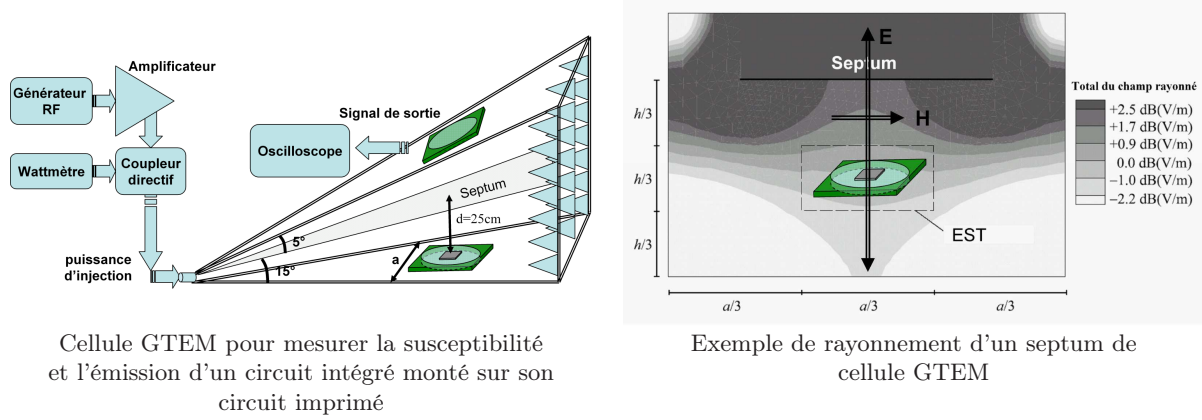 Amplificateur
Générateur
RF
Signal de sortie
Oscilloscope
Wattmètre
Coupleur
directif
Septum
d=25cm
5°
a
15°
puissance
d'injection
Cellule GTEM pour mesurer la susceptibilité
et l'émission d'un circuit intégré monté sur son
circuit imprimé
E
Septum
H
h/3
h/3
h/3
EST
a/3
a/3
a/3
Total du champ rayonné
+2.5 dB(V/m)
+1.7 dB(V/m)
+0.9 dB(V/m)
0.0 dB(V/m)
−1.0 dB(V/m)
−2.2 dB(V/m)
Exemple de rayonnement d'un septum de
cellule GTEM